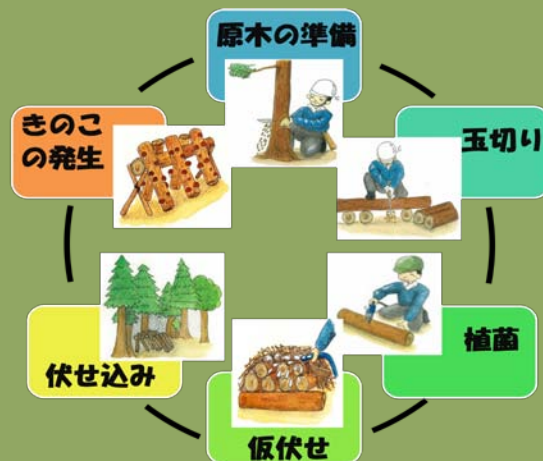 原木の準備
玉切り
植菌
仮伏せ
伏せ込み
きのこ
の発生